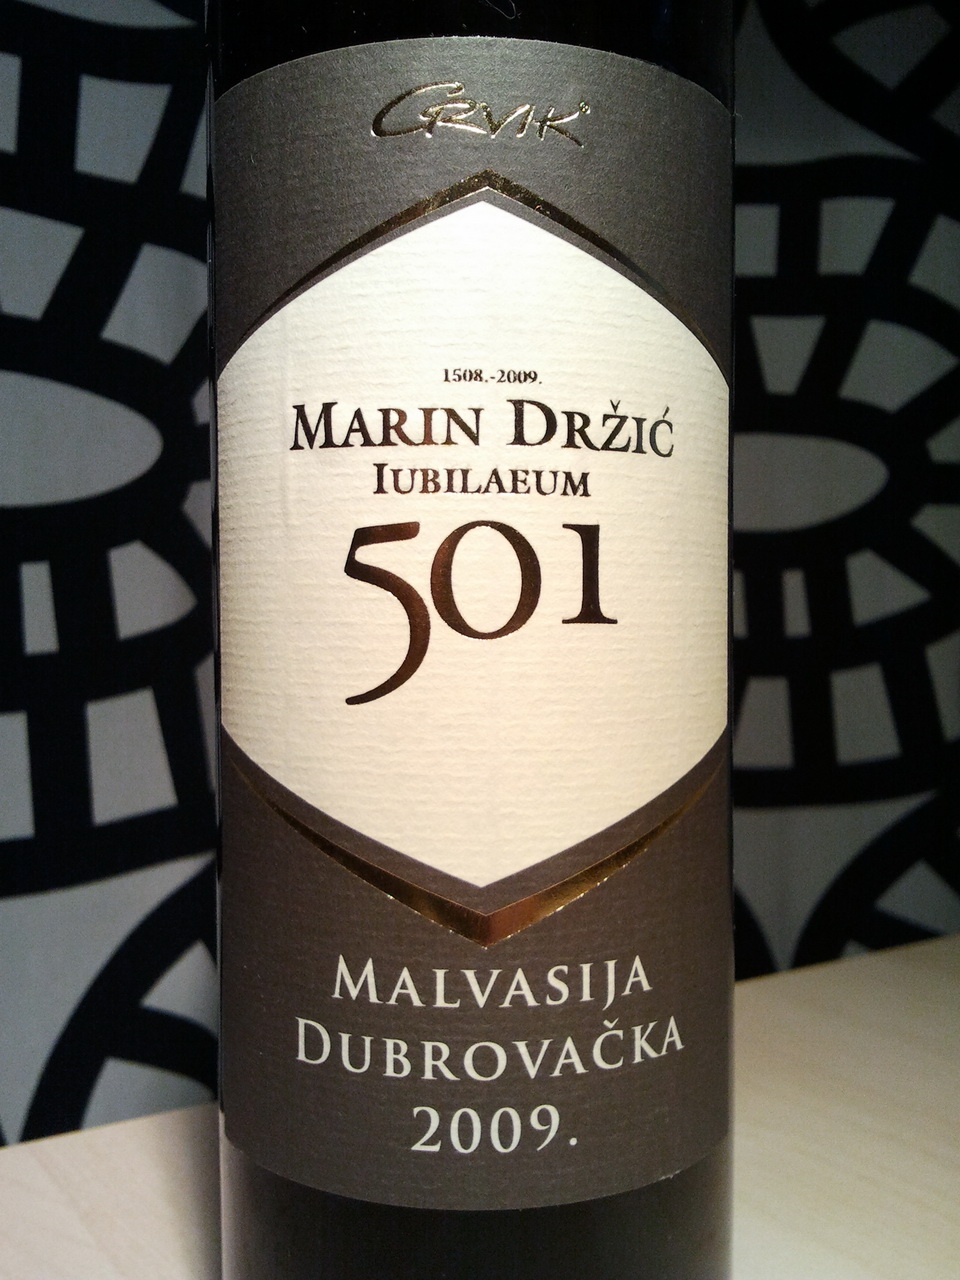 CRVIK®
1508.-2009.
MARIN DRŽIĆ
IUBILAEUM
501
MALVASIJA
DUBROVAČKA
2009.